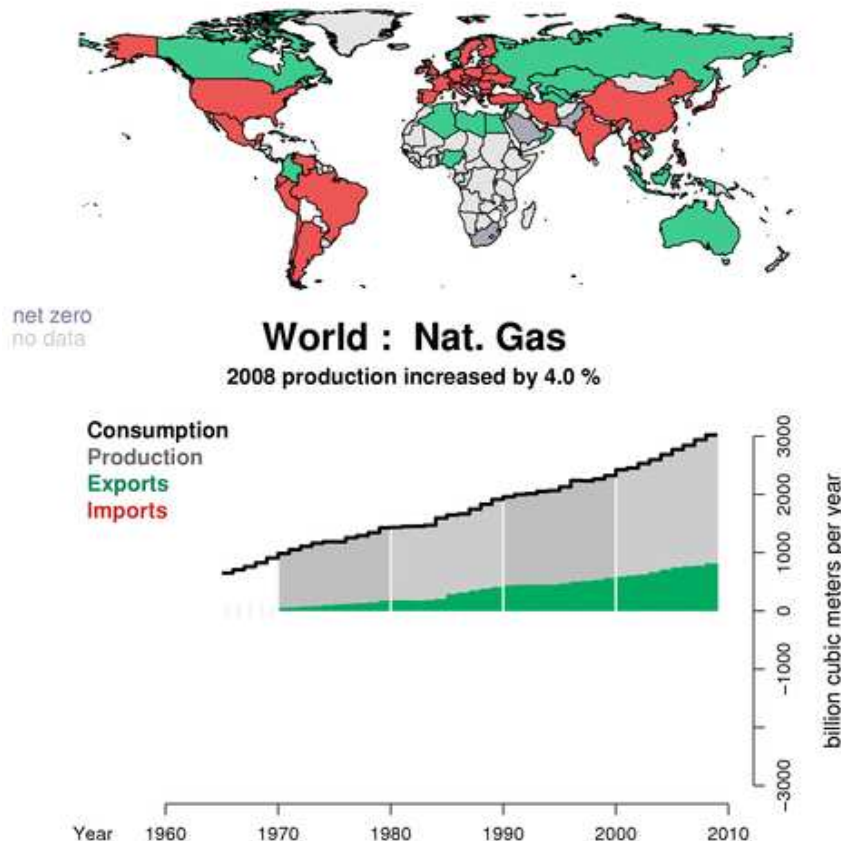 net zero
no data
World : Nat. Gas
2008 production increased by 4.0 %
Consumption
Production
Exports
Imports
3000
2000
1000
0
−1000
−3000
billion cubic meters per year
Year 1960 1970 1980 1990 2000 2010